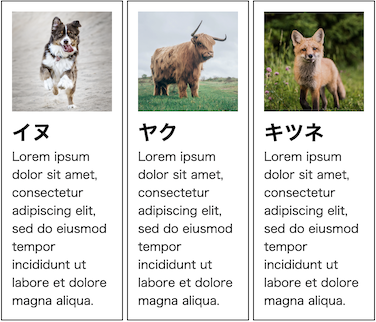 イヌ
Lorem ipsum
dolor sit amet,
consectetur
adipiscing elit,
sed do eiusmod
tempor
incididunt ut
labore et dolore
magna aliqua.
ヤク
Lorem ipsum
dolor sit amet,
consectetur
adipiscing elit,
sed do eiusmod
tempor
incididunt ut
labore et dolore
magna aliqua.
キツネ
Lorem ipsum
dolor sit amet,
consectetur
adipiscing elit,
sed do eiusmod
tempor
incididunt ut
labore et dolore
magna aliqua.